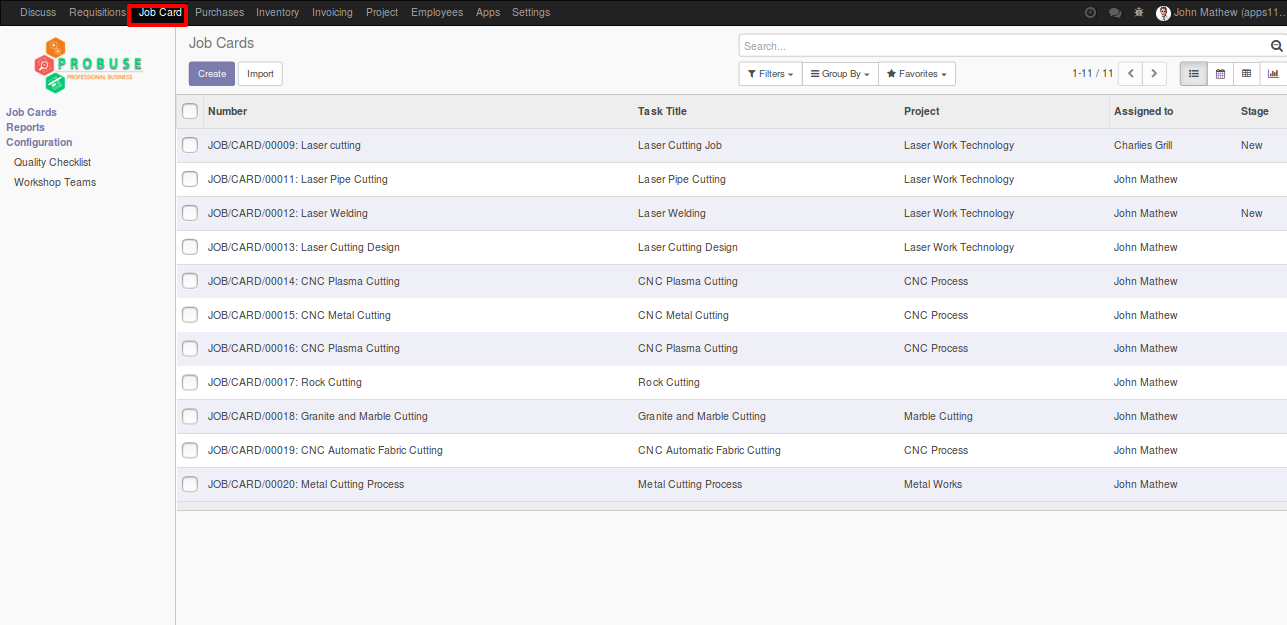 Discuss Requisitions Job Card Purchases Inventory Invoicing Project Employees Apps Settings John Mathew (apps11...
PROBUSE
PROFESSIONAL BUSINESS
Job Cards
Reports
Configuration
Quality Checklist
Workshop Teams
Job Cards
Search...
Create Import Filters Group By Favorites 1-11 / 11
Number Task Title Project Assigned to Stage
JOB/CARD/00009: Laser cutting Laser Cutting Job Laser Work Technology Charlies Grill New
JOB/CARD/00011: Laser Pipe Cutting Laser Pipe Cutting Laser Work Technology John Mathew
JOB/CARD/00012: Laser Welding Laser Welding Laser Work Technology John Mathew New
JOB/CARD/00013: Laser Cutting Design Laser Cutting Design Laser Work Technology John Mathew
JOB/CARD/00014: CNC Plasma Cutting CNC Plasma Cutting CNC Process John Mathew
JOB/CARD/00015: CNC Metal Cutting CNC Metal Cutting CNC Process John Mathew
JOB/CARD/00016: CNC Plasma Cutting CNC Plasma Cutting CNC Process John Mathew
JOB/CARD/00017: Rock Cutting Rock Cutting John Mathew
JOB/CARD/00018: Granite and Marble Cutting Granite and Marble Cutting Marble Cutting John Mathew
JOB/CARD/00019: CNC Automatic Fabric Cutting CNC Automatic Fabric Cutting CNC Process John Mathew
JOB/CARD/00020: Metal Cutting Process Metal Cutting Process Metal Works John Mathew